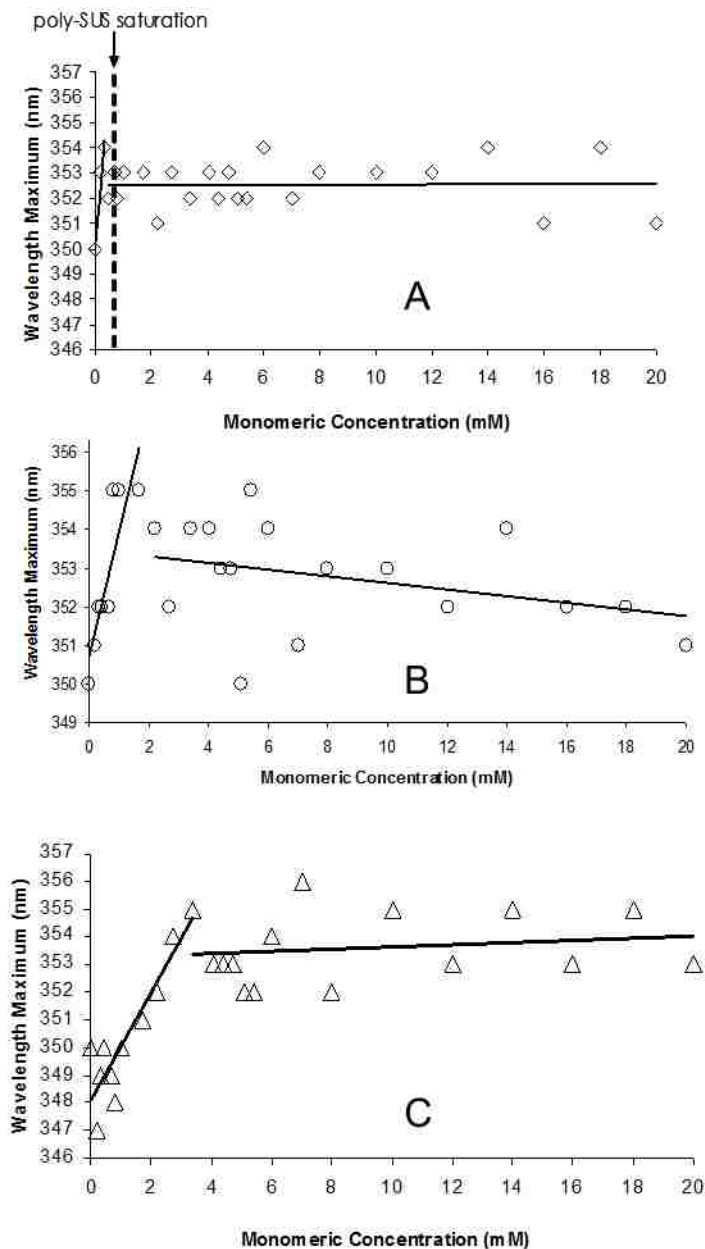 poly-SUS saturation
357
356
355
354
353
352
351
350
349
348
347
346
Wavelength Maximum (nm)
A
0 2 4 6 8 10 12 14 16 18 20
Monomeric Concentration (mM)
356
355
354
353
352
351
350
349
Wavelength Maximum (nm)
B
0 2 4 6 8 10 12 14 16 18 20
Monomeric Concentration (mM)
357
356
355
354
353
352
351
350
349
348
347
346
Wavelength Maximum (nm)
C
0 2 4 6 8 10 12 14 16 18 20
Monomeric Concentration (mM)